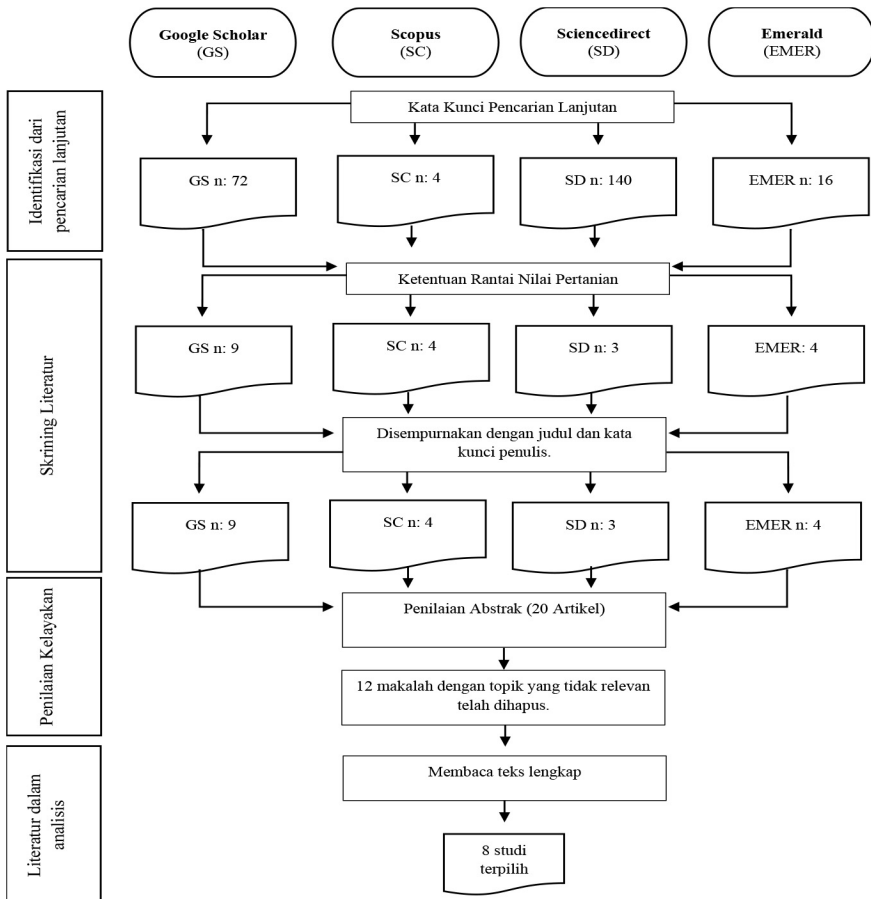 Google Scholar
(GS)
Scopus
(SC)
Sciencedirect
(SD)
Emerald
(EMER)
Identifikasi dari
pencarian lanjutan
Kata Kunci Pencarian Lanjutan
GS n: 72
SC n: 4
SD n: 140
EMER n: 16
Skrining Literatur
Ketentuan Rantai Nilai Pertanian
GS n: 9
SC n: 4
SD n: 3
EMER: 4
Disempurnakan dengan judul dan kata
kunci penulis.
GS n: 9
SC n: 4
SD n: 3
EMER n: 4
Penilaian Kelayakan
Penilaian Abstrak (20 Artikel)
12 makalah dengan topik yang tidak relevan
telah dihapus.
Literatur dalam
analisis
Membaca teks lengkap
8 studi
terpilih